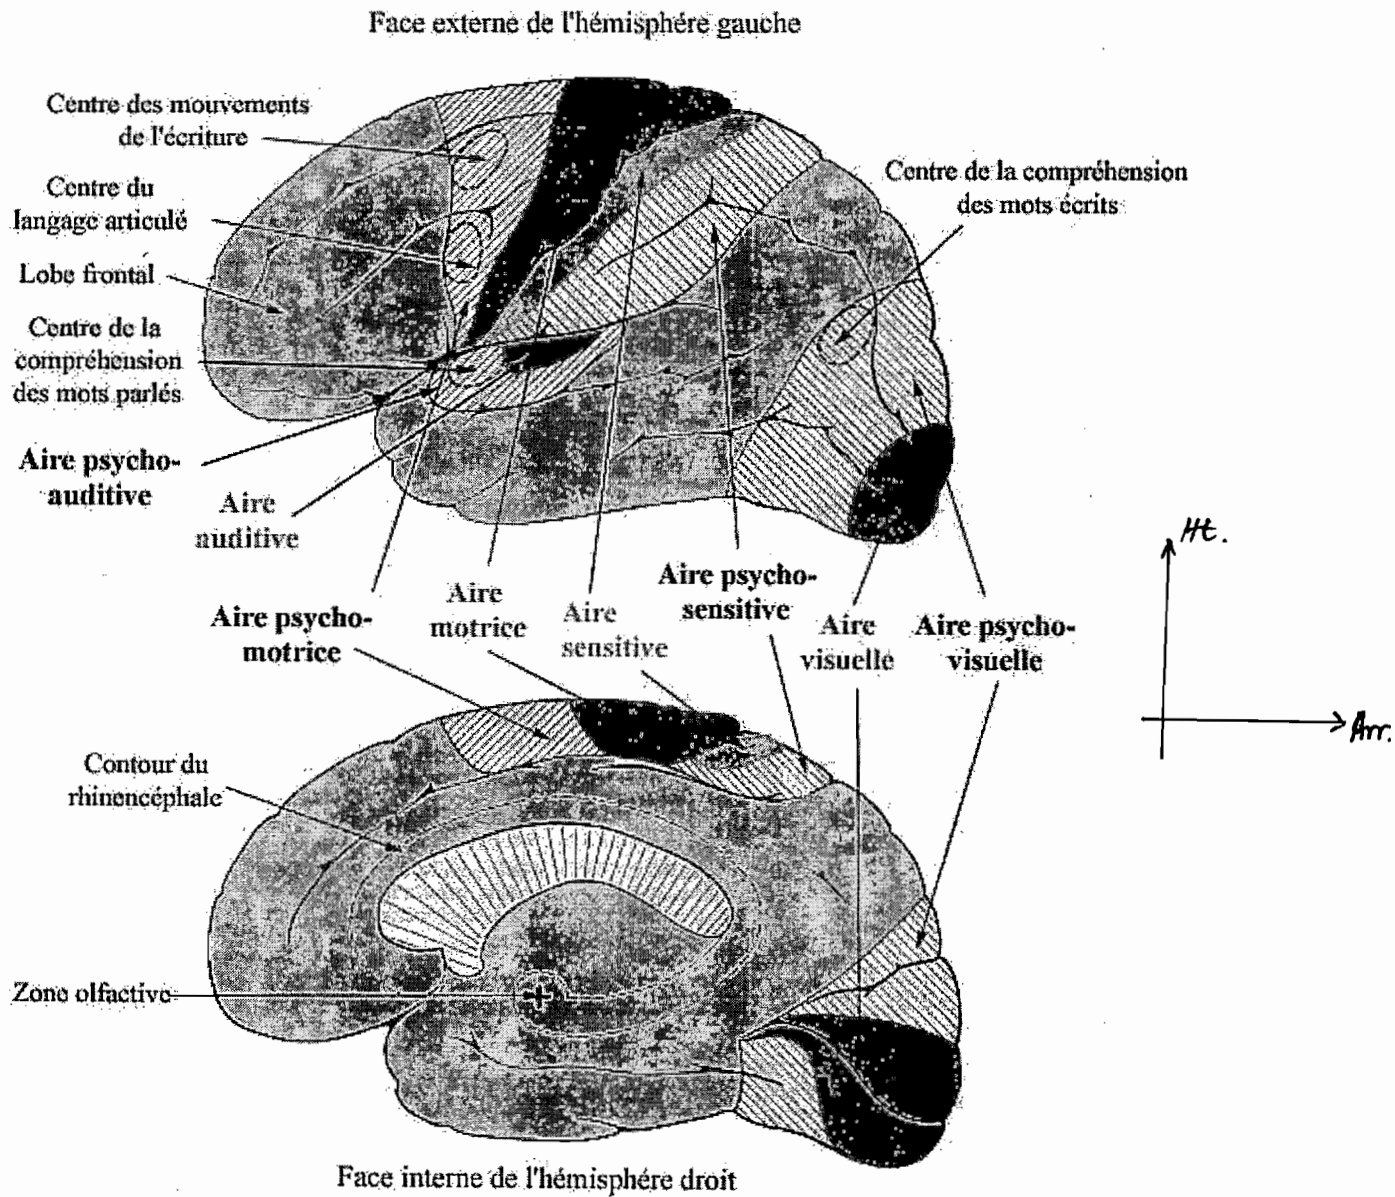 Face externe de l'hémisphére gauche
Centre des mouvements
de l'écriture
Centre du
langage articulé
Lobe frontal
Centre de la
compréhension
des mots parlés
Aire psycho-
auditive
Aire
auditive
Centre de la compréhension
des mots écrits
Aire psycho-
motrice
Aire
motrice
Aire
sensitive
Aire psycho-
sensitive
Aire
visuelle
Aire psycho-
visuelle
Ht.
Arr.
Contour du
rhinencéphale
Zone olfactive
Face interne de l'hémisphére droit